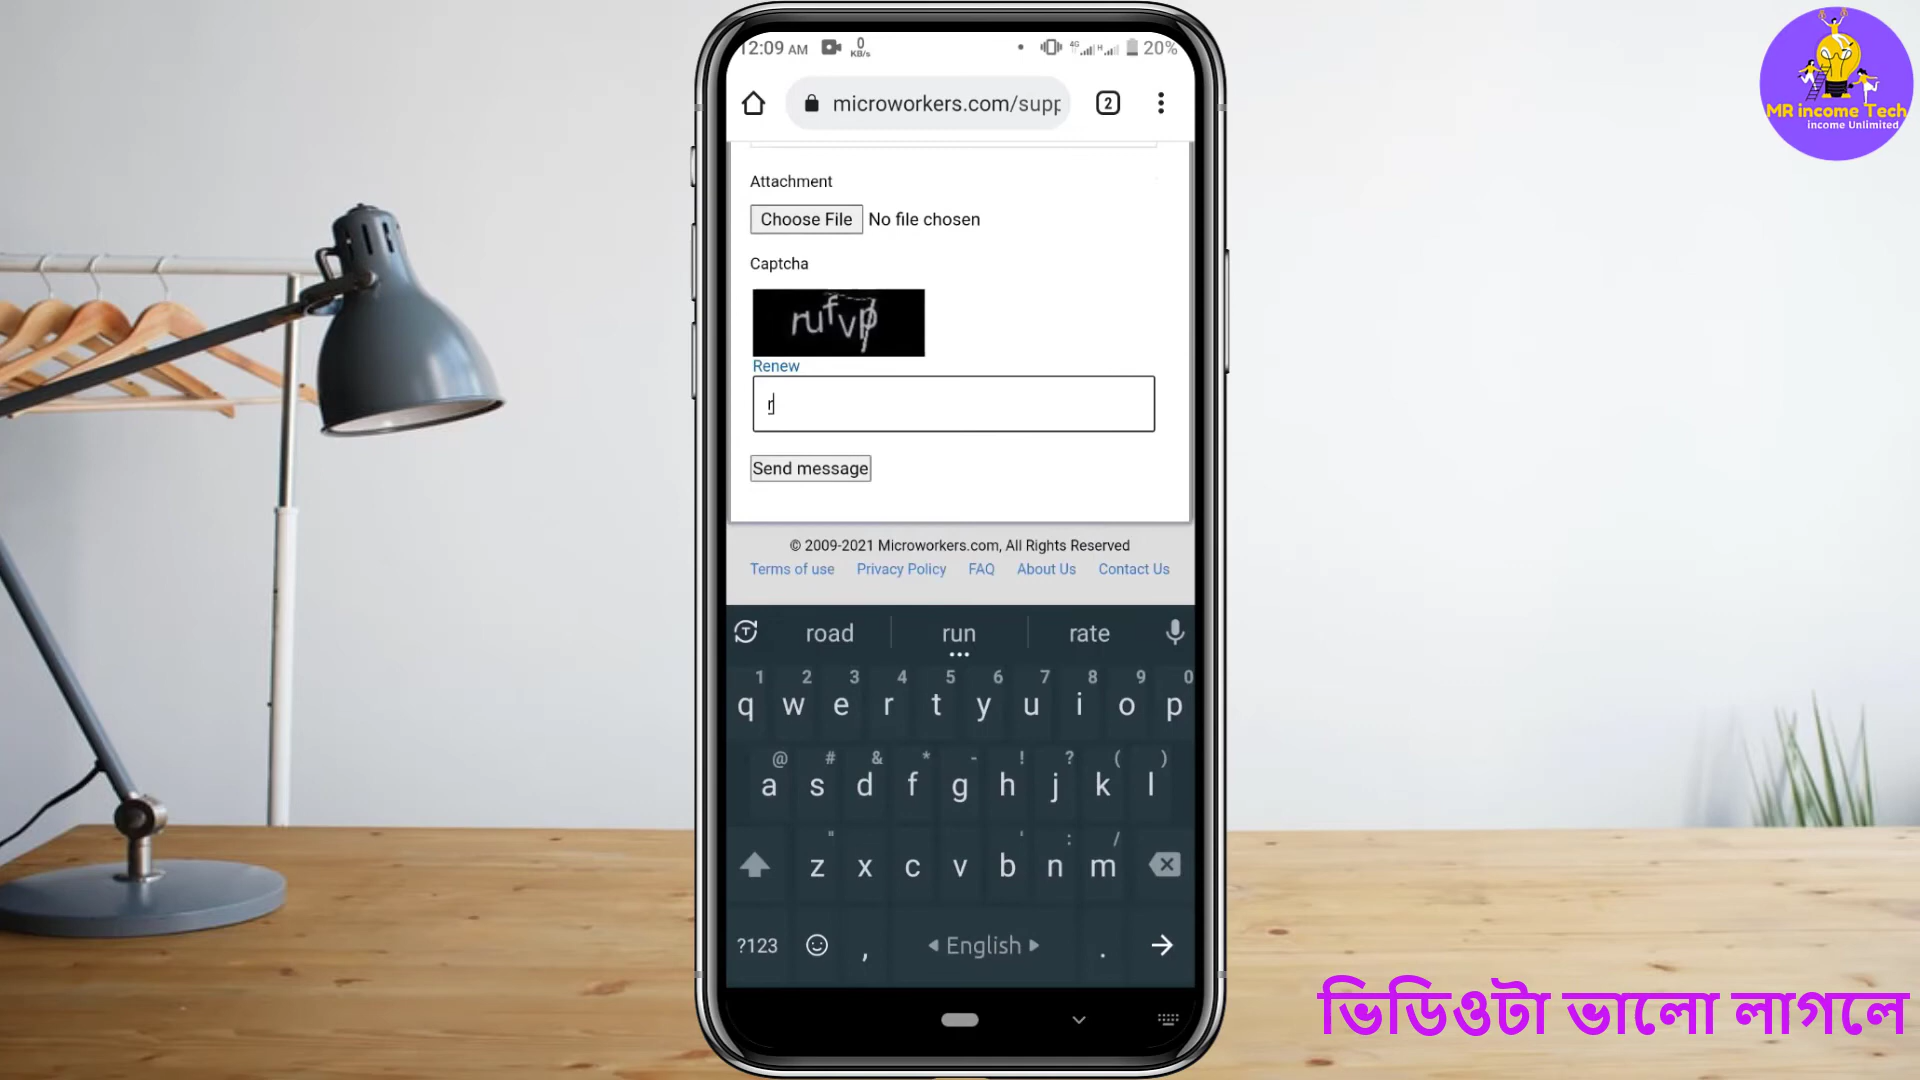 12:09 AM 0 KB/s 4G H 20%
MR income Tech
income Unlimited
microworkers.com/supp 2
Attachment
Choose File No file chosen
Captcha
rufvp
Renew
r
Send message
© 2009-2021 Microworkers.com, All Rights Reserved
Terms of use Privacy Policy FAQ About Us Contact Us
T road run rate
1 2 3 4 5 6 7 8 9 0
q w e r t y u i o p
@ # & * - ! ? ( )
a s d f g h j k l
" ' : /
z x c v b n m
?123 , English . 
ভিডিওটা ভালো লাগলে